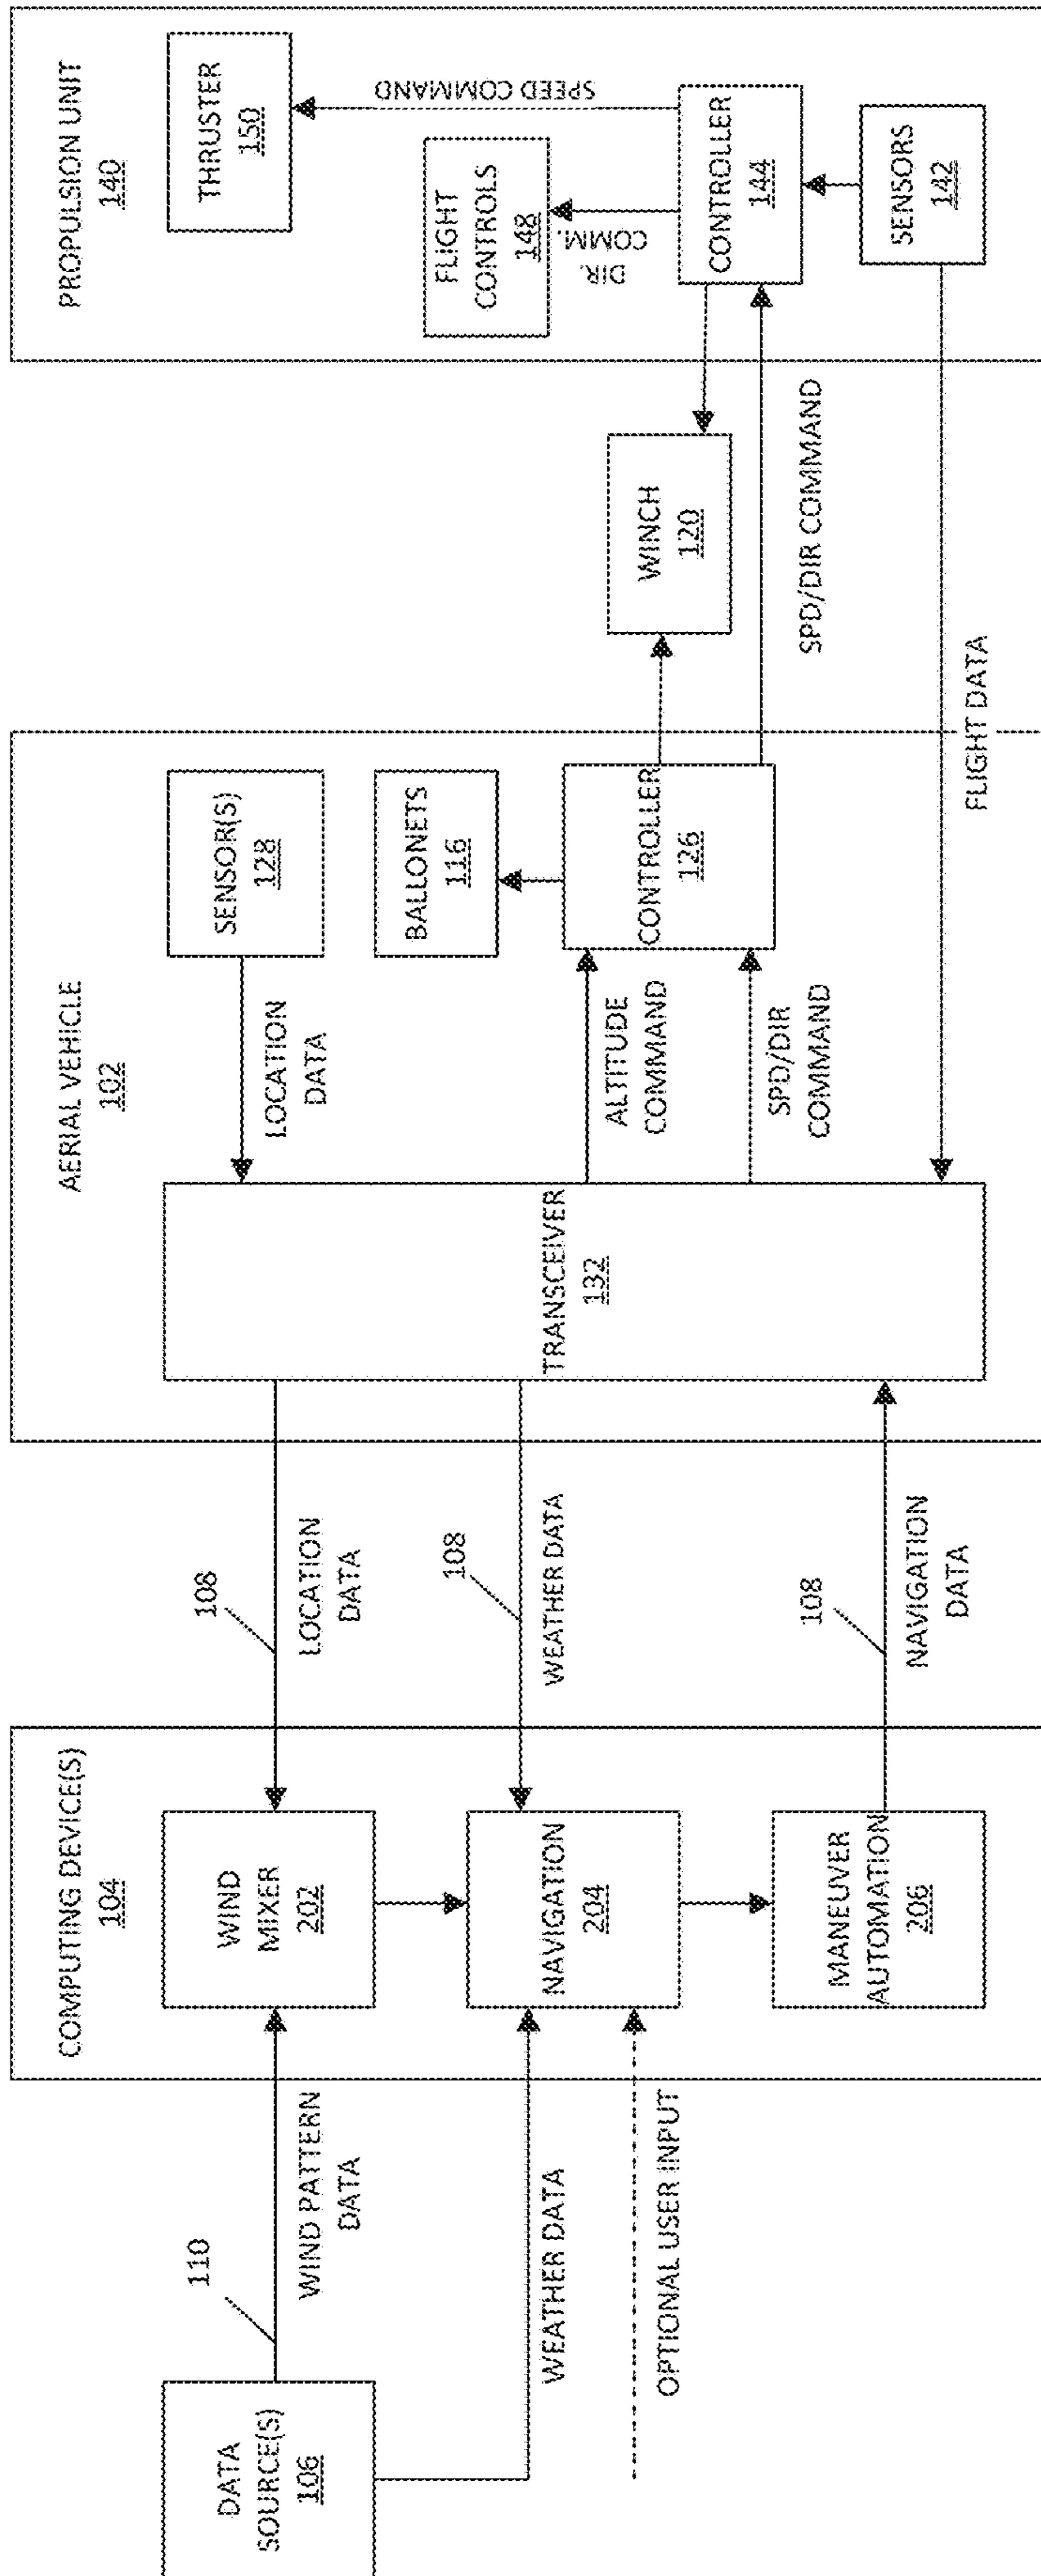 DATA
SOURCE(S)
106
110
WIND PATTERN
DATA
WEATHER DATA
OPTIONAL USER INPUT
COMPUTING DEVICE(S)
104
WIND
MIXER
202
NAVIGATION
204
MANEUVER
AUTOMATION
206
108
LOCATION
DATA
108
WEATHER DATA
108
NAVIGATION
DATA
AERIAL VEHICLE
102
TRANSCEIVER
132
LOCATION
DATA
SENSOR(S)
128
BALLONETS
116
ALTITUDE
COMMAND
SPD/DIR
COMMAND
CONTROLLER
126
WINCH
120
SPD/DIR COMMAND
FLIGHT DATA
PROPULSION UNIT
140
THRUSTER
150
SPEED COMMAND
FLIGHT
CONTROLS
148
DIR.
COMM.
CONTROLLER
144
SENSORS
142